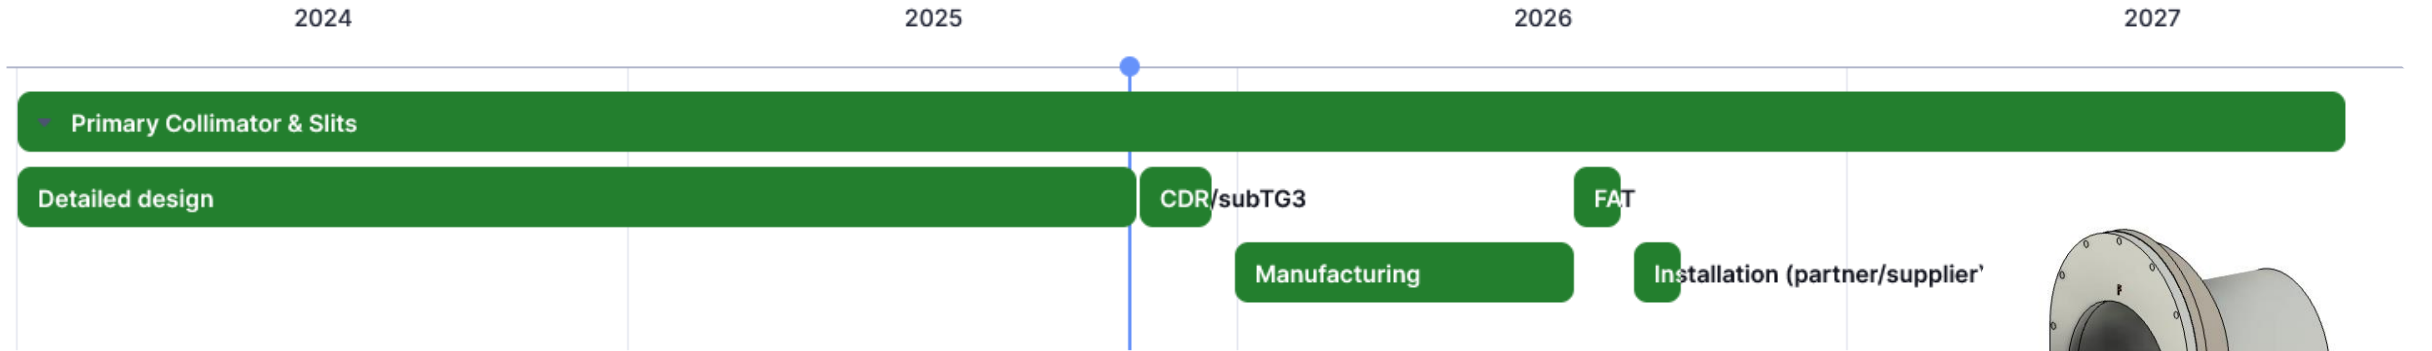 2024 2025 2026 2027
Primary Collimator & Slits
Detailed design CDR/subTG3 FAT
Manufacturing Installation (partner/supplier